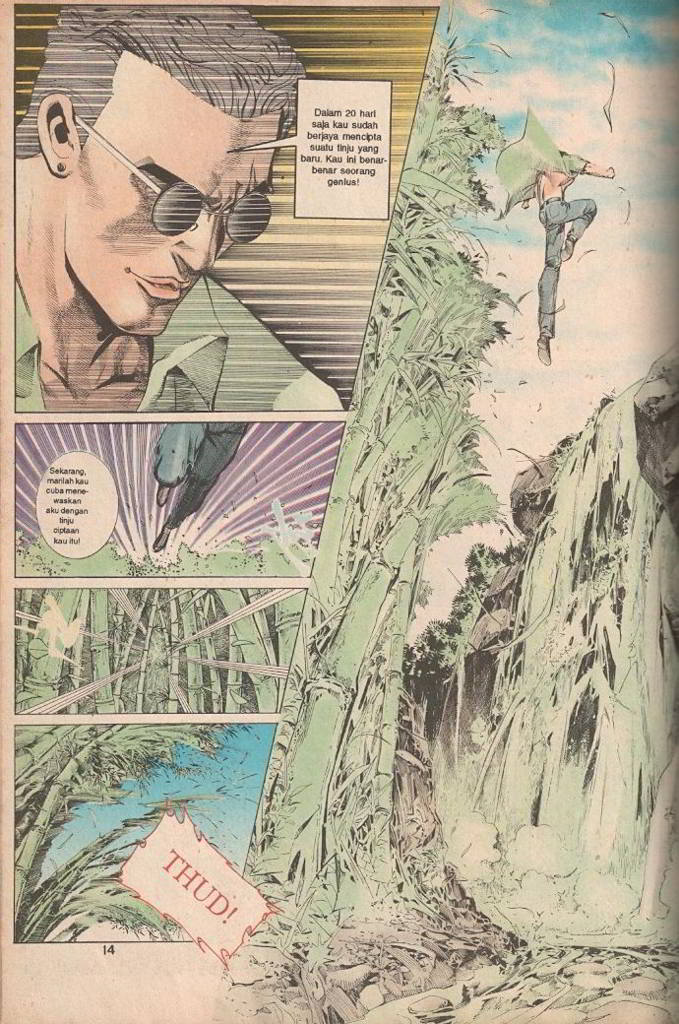 Dalam 20 hari
saja kau sudah
berjaya mencipta
suatu tinju yang
baru. Kau ini benar-
benar seorang
genius!
Sekarang,
marilah kau
cuba mene-
waskan
aku dengan
tinju
ciptaan
kau itu!
THUD!
14